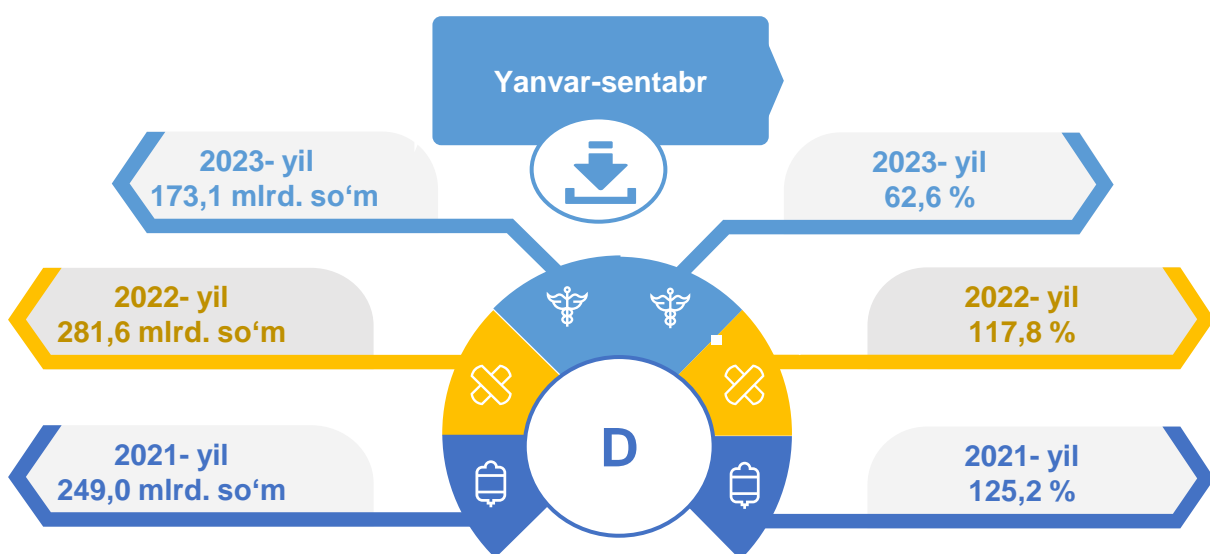 Yanvar-sentabr
2023- yil
173,1 mlrd. so‘m
2023- yil
62,6 %
2022- yil
281,6 mlrd. so‘m
2022- yil
117,8 %
D
2021- yil
249,0 mlrd. so‘m
2021- yil
125,2 %